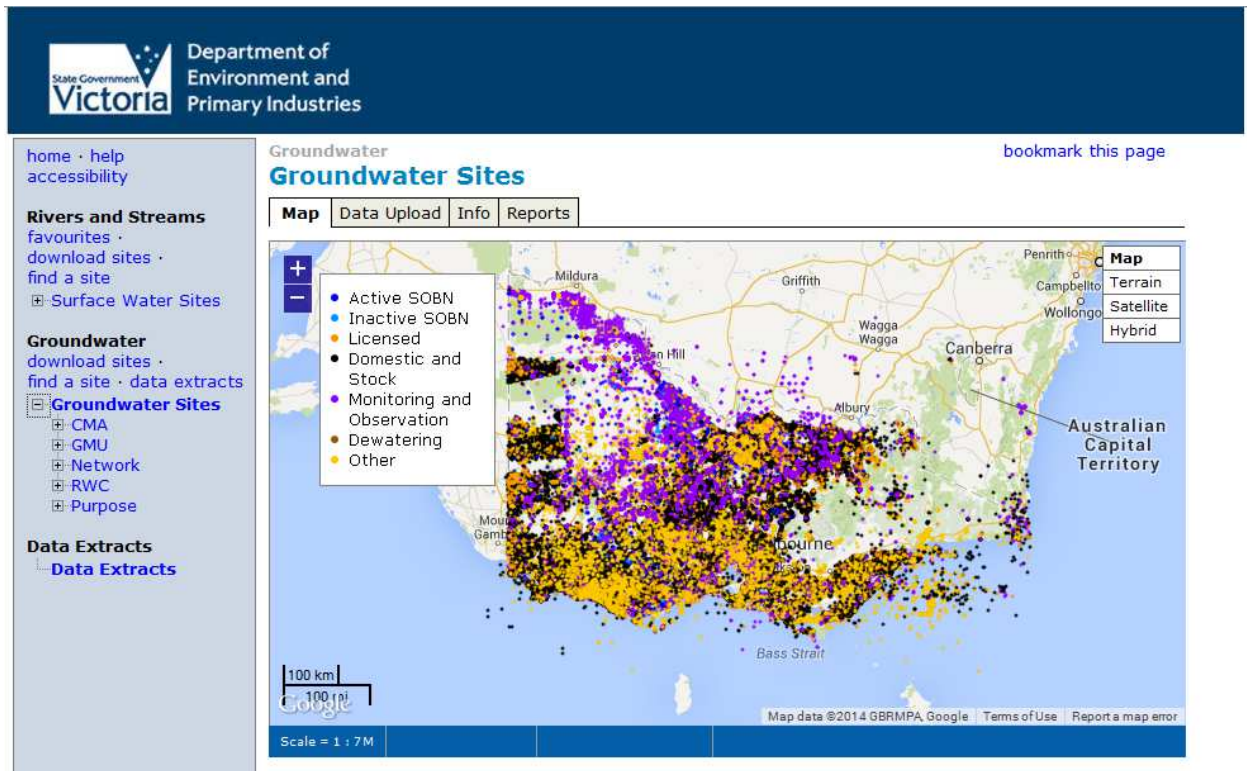 State Government
Victoria
Department of
Environment and
Primary Industries
home · help
accessibility
Rivers and Streams
favourites ·
download sites ·
find a site
Surface Water Sites
Groundwater
download sites ·
find a site · data extracts
Groundwater Sites
CMA
GMU
Network
RWC
Purpose
Data Extracts
Data Extracts
Groundwater
bookmark this page
Groundwater Sites
Map Data Upload Info Reports
+
−
Active SOBN
Inactive SOBN
Licensed
Domestic and
Stock
Monitoring and
Observation
Dewatering
Other
Map
Terrain
Satellite
Hybrid
Mildura
Griffith
Penrith
Wagga
Wagga
Canberra
Albury
Australian
Capital
Territory
Bass Strait
100 km
Google
Map data ©2014 GBRMPA, Google Terms of Use Report a map error
Scale = 1 : 7M